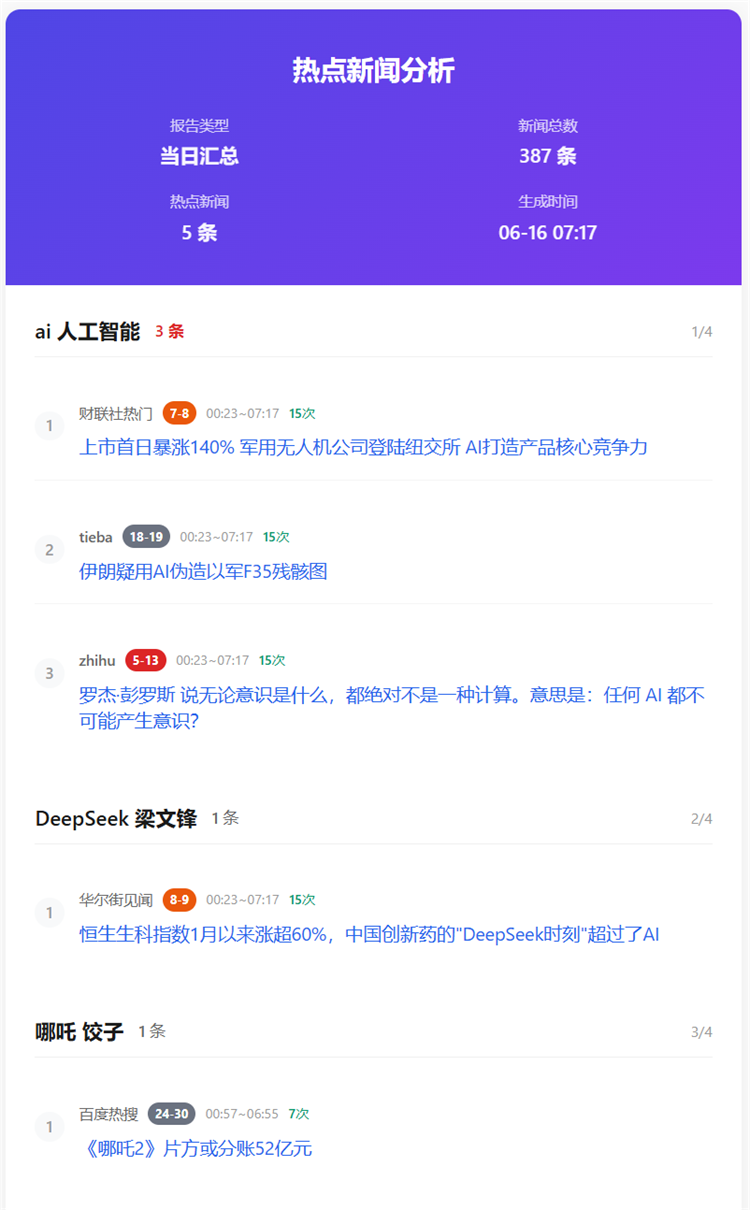 热点新闻分析
报告类型
当日汇总
新闻总数
387 条
热点新闻
5 条
生成时间
06-16 07:17
ai 人工智能 3 条 1/4
1
财联社热门 7-8 00:23~07:17 15次
上市首日暴涨140% 军用无人机公司登陆纽交所 AI打造产品核心竞争力
2
tieba 18-19 00:23~07:17 15次
伊朗疑用AI伪造以军F35残骸图
3
zhihu 5-13 00:23~07:17 15次
罗杰·彭罗斯 说无论意识是什么，都绝对不是一种计算。意思是：任何 AI 都不
可能产生意识？
DeepSeek 梁文锋 1 条 2/4
1
华尔街见闻 8-9 00:23~07:17 15次
恒生生科指数1月以来涨超60%，中国创新药的"DeepSeek时刻"超过了AI
哪吒 饺子 1 条 3/4
1
百度热搜 24-30 00:57~06:55 7次
《哪吒2》片方或分账52亿元